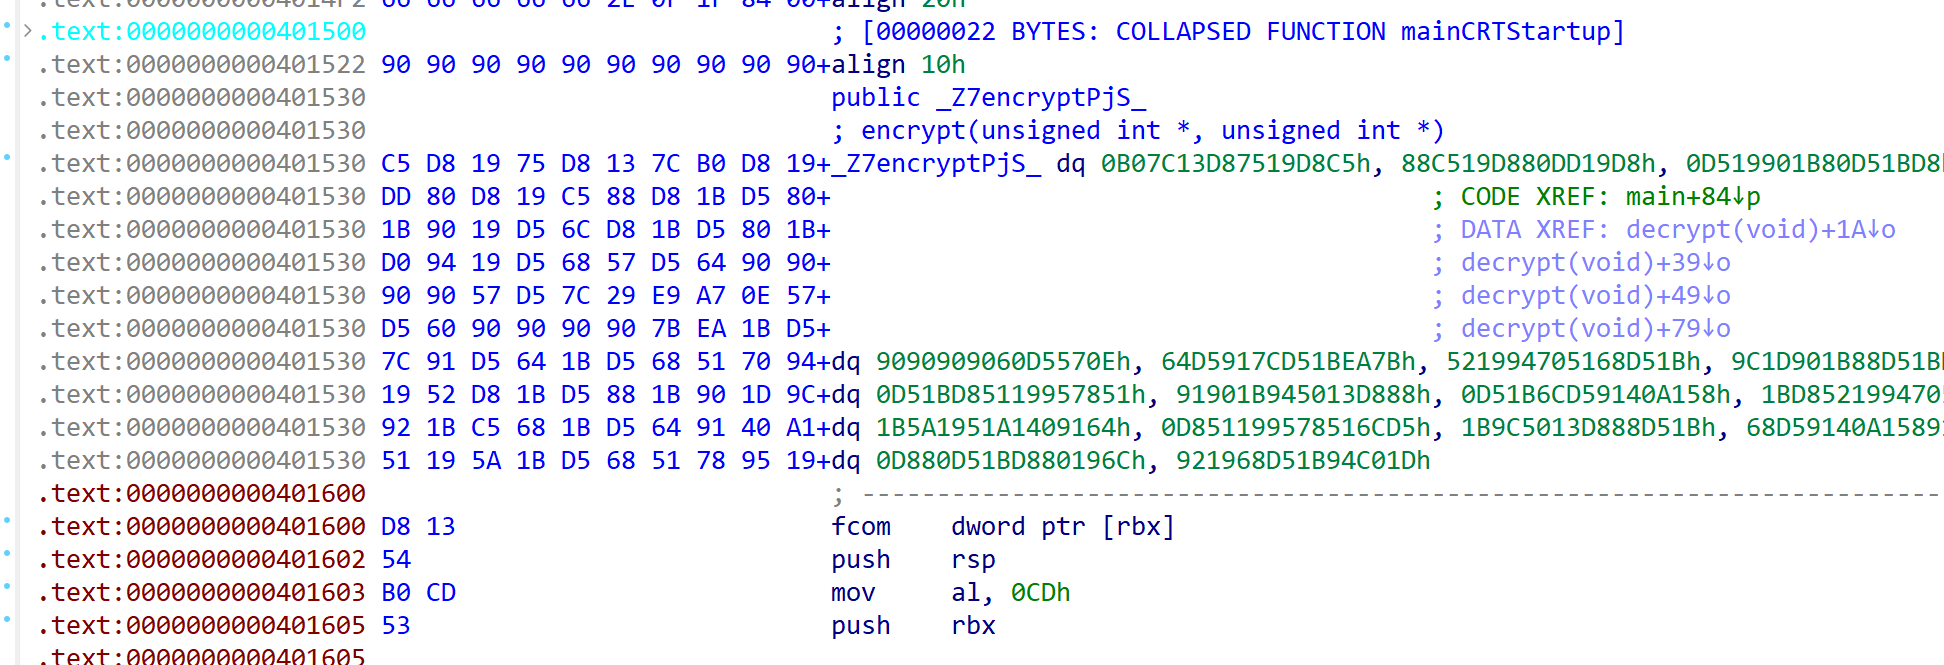 .text:0000000000401500 ; [00000022 BYTES: COLLAPSED FUNCTION mainCRTStartup]
.text:0000000000401522 90 90 90 90 90 90 90 90 90 90+align 10h
.text:0000000000401530 public _Z7encryptPjS_
.text:0000000000401530 ; encrypt(unsigned int *, unsigned int *)
.text:0000000000401530 C5 D8 19 75 D8 13 7C B0 D8 19+_Z7encryptPjS_ dq 0B07C13D87519D8C5h, 88C519D880DD19D8h, 0D519901B80D51BD8h
.text:0000000000401530 DD 80 D8 19 C5 88 D8 1B D5 80+ ; CODE XREF: main+84↓p
.text:0000000000401530 1B 90 19 D5 6C D8 1B D5 80 1B+ ; DATA XREF: decrypt(void)+1A↓o
.text:0000000000401530 D0 94 19 D5 68 57 D5 64 90 90+ ; decrypt(void)+39↓o
.text:0000000000401530 90 90 57 D5 7C 29 E9 A7 0E 57+ ; decrypt(void)+49↓o
.text:0000000000401530 D5 60 90 90 90 90 7B EA 1B D5+ ; decrypt(void)+79↓o
.text:0000000000401530 7C 91 D5 64 1B D5 68 51 70 94+dq 9090909060D5570Eh, 64D5917CD51BEA7Bh, 521994705168D51Bh, 9C1D901B88D51B
.text:0000000000401530 19 52 D8 1B D5 88 1B 90 1D 9C+dq 0D51BD85119957851h, 91901B945013D888h, 0D51B6CD59140A158h, 1BD85219470
.text:0000000000401530 92 1B C5 68 1B D5 64 91 40 A1+dq 1B5A1951A1409164h, 0D851199578516CD5h, 1B9C5013D888D51Bh, 68D59140A1589
.text:0000000000401530 51 19 5A 1B D5 68 51 78 95 19+dq 0D880D51BD880196Ch, 921968D51B94C01Dh
.text:0000000000401600 ; ---------------------------------------------------------------------------
.text:0000000000401600 D8 13 fcom dword ptr [rbx]
.text:0000000000401602 54 push rsp
.text:0000000000401603 B0 CD mov al, 0CDh
.text:0000000000401605 53 push rbx
.text:0000000000401605